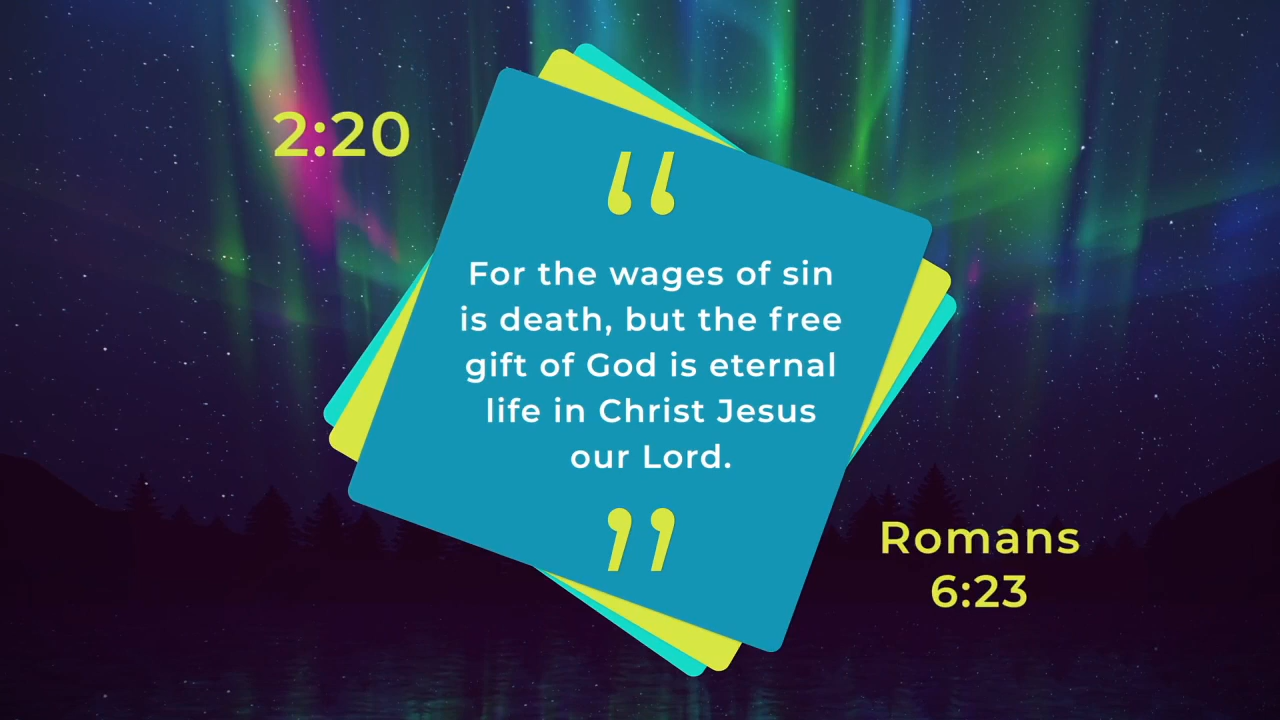 2:20
“
For the wages of sin
is death, but the free
gift of God is eternal
life in Christ Jesus
our Lord.
”
Romans
6:23